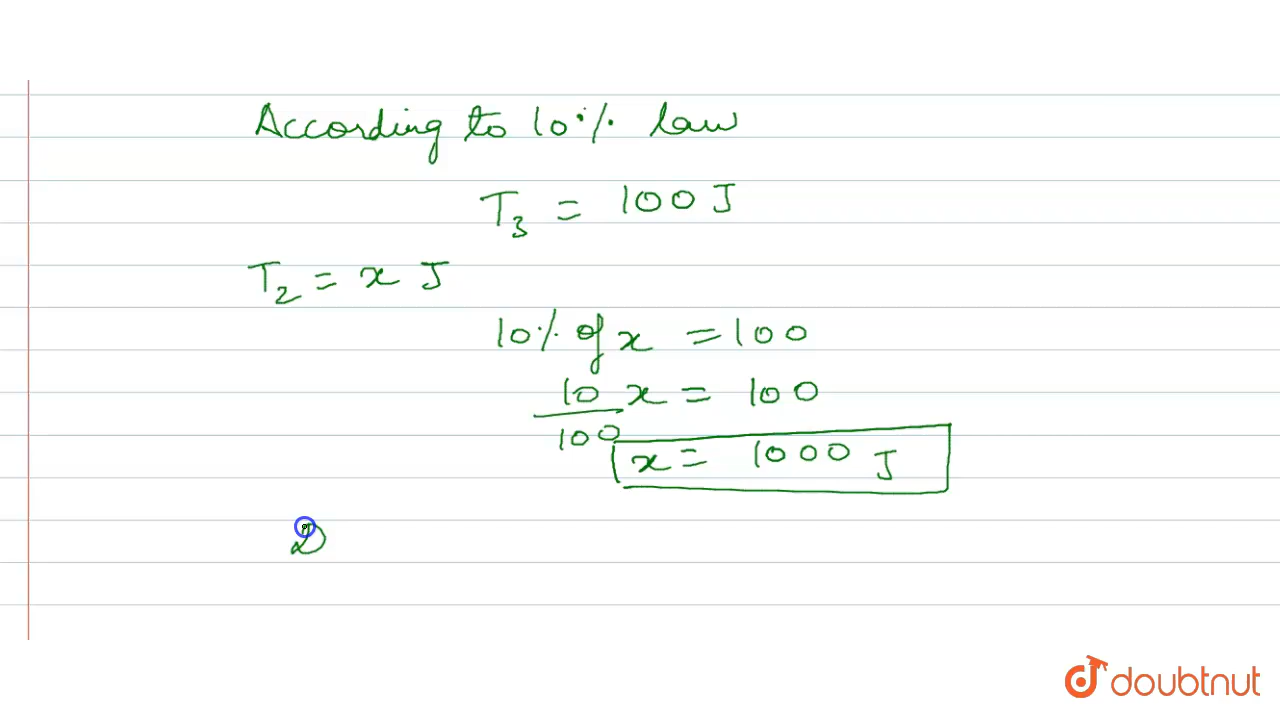 According to 10% law
T3 = 100 J
T2 = x J
10% of x = 100
10/100 x = 100
x = 1000 J
D
doubtnut